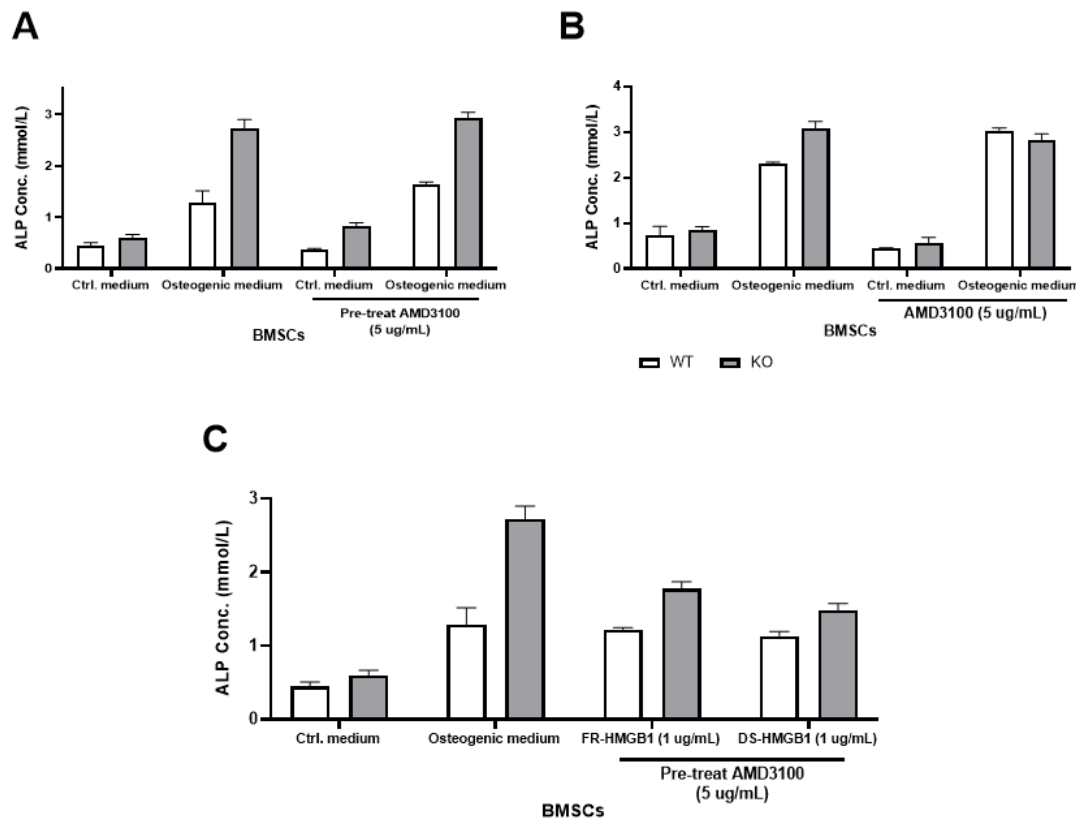 A
ALP Conc. (mmol/L)
3
2
1
0
Ctrl. medium Osteogenic medium Ctrl. medium Osteogenic medium
Pre-treat AMD3100
(5 ug/mL)
BMSCs
B
ALP Conc. (mmol/L)
4
3
2
1
0
Ctrl. medium Osteogenic medium Ctrl. medium Osteogenic medium
AMD3100 (5 ug/mL)
BMSCs
WT KO
C
ALP Conc. (mmol/L)
3
2
1
0
Ctrl. medium Osteogenic medium FR-HMGB1 (1 ug/mL) DS-HMGB1 (1 ug/mL)
Pre-treat AMD3100
(5 ug/mL)
BMSCs